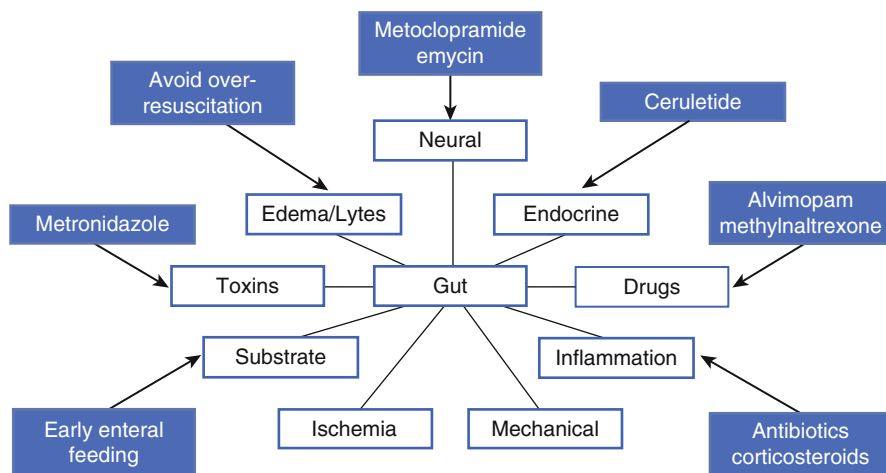 Metoclopramide
emycin
Avoid over-
resuscitation
Ceruletide
Neural
Edema/Lytes
Endocrine
Metronidazole
Alvimopam
methylnaltrexone
Toxins
Gut
Drugs
Substrate
Inflammation
Early enteral
feeding
Ischemia
Mechanical
Antibiotics
corticosteroids